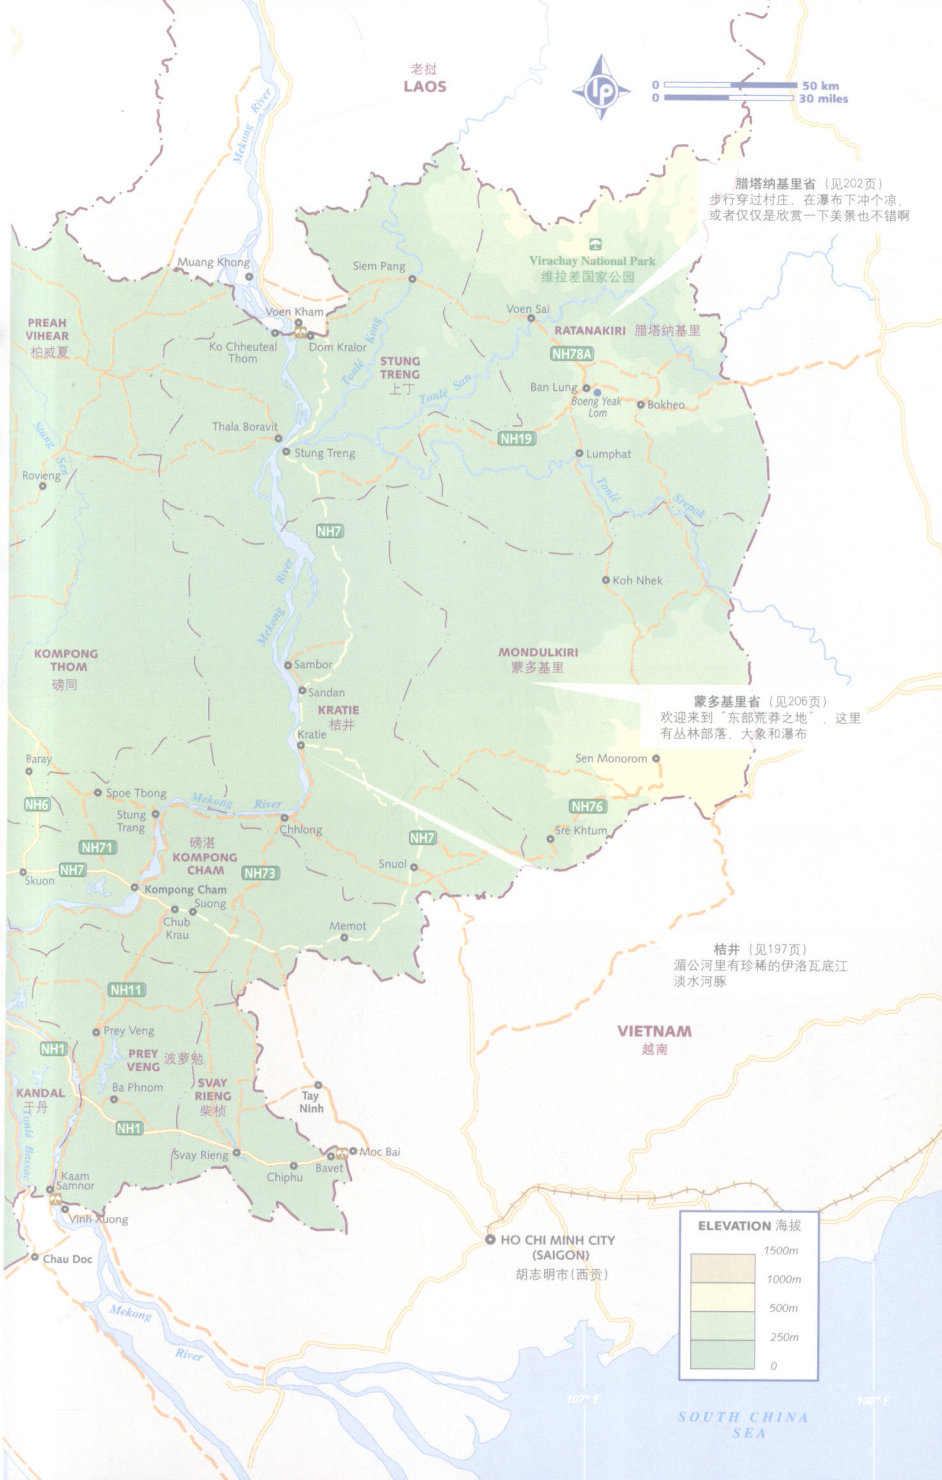 老挝
LAOS
lp
0 50 km
0 30 miles
Mekong River
腊塔纳基里省（见202页）
步行穿过村庄，在瀑布下冲个凉，
或者仅仅是欣赏一下美景也不错啊
Virachay National Park
维拉差国家公园
Muang Khong
Siem Pang
Voen Kham
Voen Sai
PREAH
VIHEAR
柏威夏
Ko Chheuteal
Thom
Dom Kralor
Tonlé Kong
RATANAKIRI 腊塔纳基里
NH78A
STUNG
TRENG
上丁
Tonlé San
Ban Lung
Boeng Yeak
Lom
Bokheo
Thala Boravit
NH19
Stung Sen
Stung Treng
Lumphat
Rovieng
Tonlé Srepok
NH7
Mekong River
Koh Nhek
KOMPONG
THOM
磅同
MONDULKIRI
蒙多基里
Sambor
Sandan
KRATIE
桔井
Kratie
蒙多基里省（见206页）
欢迎来到“东部荒莽之地”，这里
有丛林部落、大象和瀑布
Baray
Sen Monorom
Spoe Tbong
Mekong River
NH6
NH76
Stung
Trang
Chhlong
Sre Khtum
NH71
磅湛
KOMPONG
CHAM
NH7
NH7
NH73
Snuol
Skuon
Kompong Cham
Suong
Chub
Krau
Memot
桔井（见197页）
湄公河里有珍稀的伊洛瓦底江
淡水河豚
NH11
Prey Veng
VIETNAM
越南
NH1
PREY
VENG
波萝勉
SVAY
RIENG
柴桢
KANDAL
干丹
Ba Phnom
Tay
Ninh
NH1
Tonlé Bassac
Svay Rieng
Moc Bai
Bavet
Chiphu
Kaam
Samnor
Vinh Xuong
Chau Doc
HO CHI MINH CITY
(SAIGON)
胡志明市(西贡)
ELEVATION 海拔
1500m
1000m
500m
250m
0
Mekong River
107° E
108° E
SOUTH CHINA
SEA